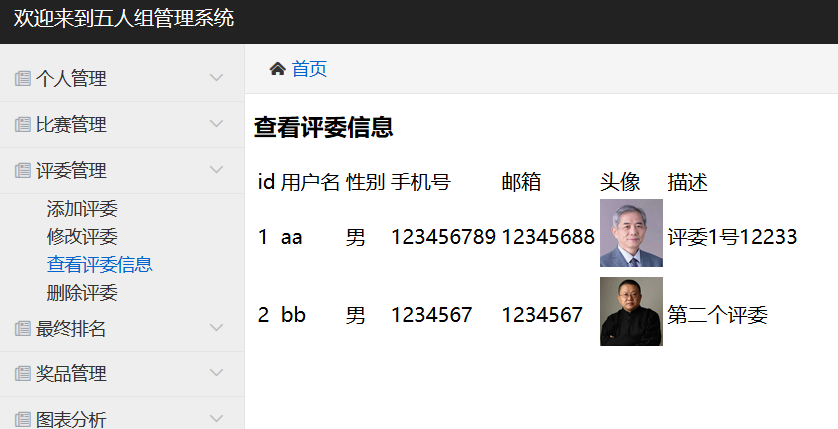 欢迎来到五人组管理系统
个人管理
比赛管理
评委管理
添加评委
修改评委
查看评委信息
删除评委
最终排名
奖品管理
图表分析
首页
查看评委信息
id 用户名 性别 手机号 邮箱 头像 描述
1 aa 男 123456789 12345688 评委1号12233
2 bb 男 1234567 1234567 第二个评委